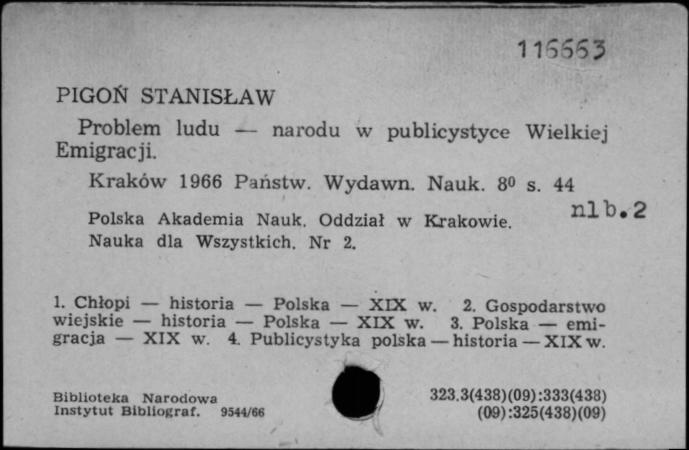 116663
PIGOŃ STANISŁAW
Problem ludu — narodu w publicystyce Wielkiej
Emigracji.
Kraków 1966 Państw. Wydawn. Nauk. 8⁰ s. 44
nlb.2
Polska Akademia Nauk. Oddział w Krakowie.
Nauka dla Wszystkich. Nr 2.
1. Chłopi — historia — Polska — XIX w. 2. Gospodarstwo
wiejskie — historia — Polska — XIX w. 3. Polska — emi-
gracja — XIX w. 4. Publicystyka polska — historia — XIX w.
Biblioteka Narodowa
Instytut Bibliograf. 9544/66
323.3(438)(09):333(438)
(09):325(438)(09)